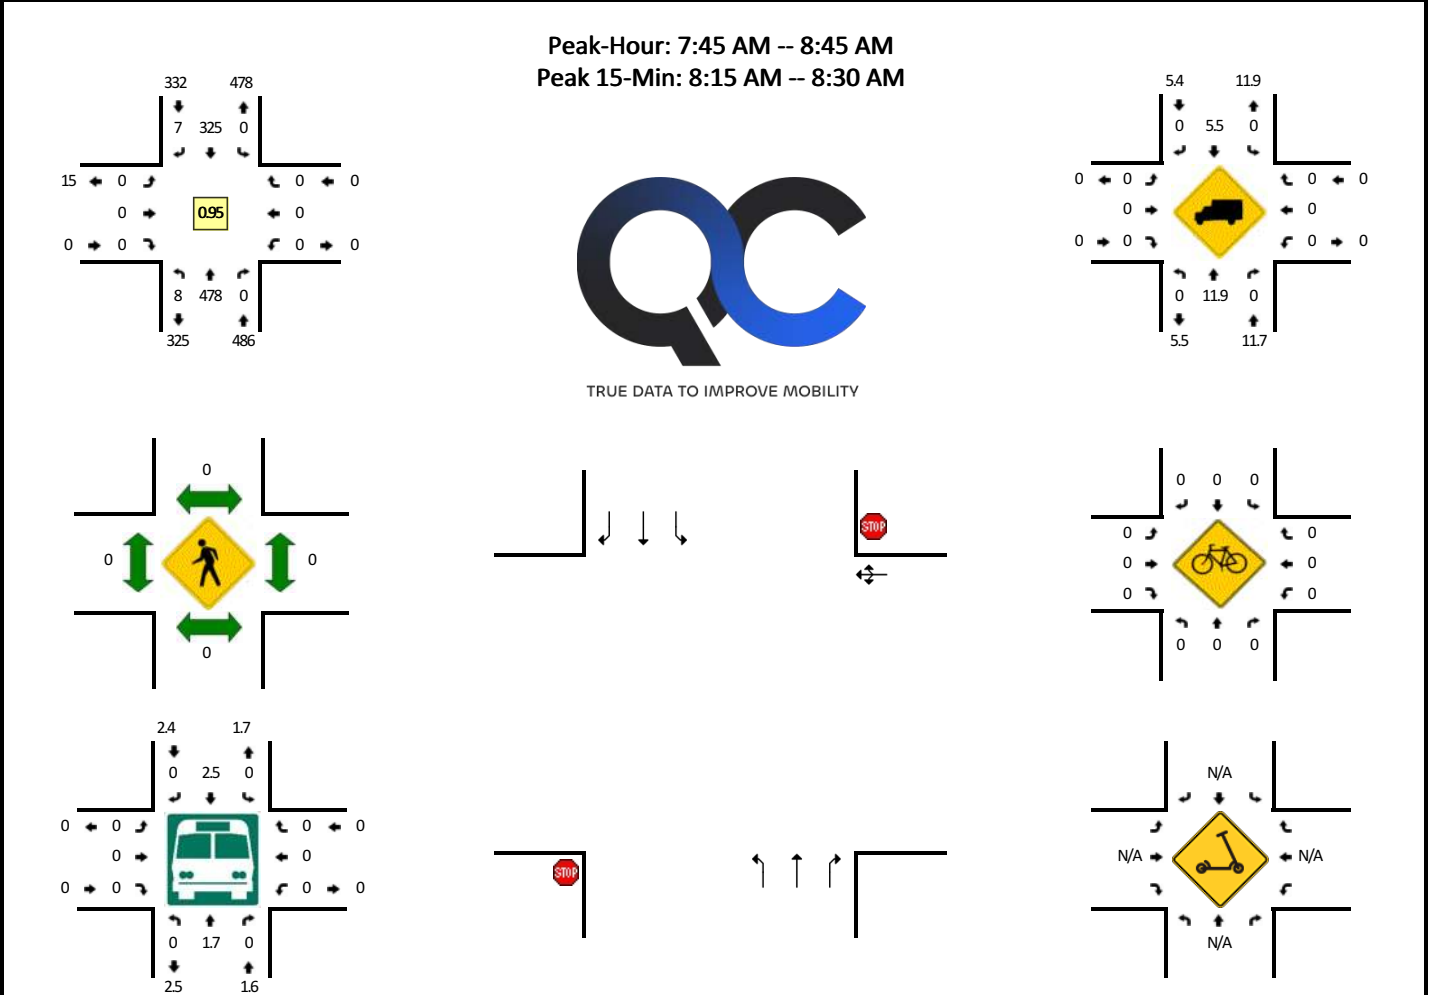 Peak-Hour: 7:45 AM -- 8:45 AM
Peak 15-Min: 8:15 AM -- 8:30 AM
332 478
7 325 0
15 0 0 0
0 0.95 0
0 0 0 0
8 478 0
325 486
5.4 11.9
0 5.5 0
0 0 0 0
0 0
0 0 0 0
0 11.9 0
5.5 11.7
QC
TRUE DATA TO IMPROVE MOBILITY
0
0 0
0
STOP
STOP
0 0 0
0 0
0 0
0 0
0 0 0
2.4 1.7
0 2.5 0
0 0 0 0
0 0
0 0 0 0
0 1.7 0
2.5 1.6
N/A
N/A N/A
N/A